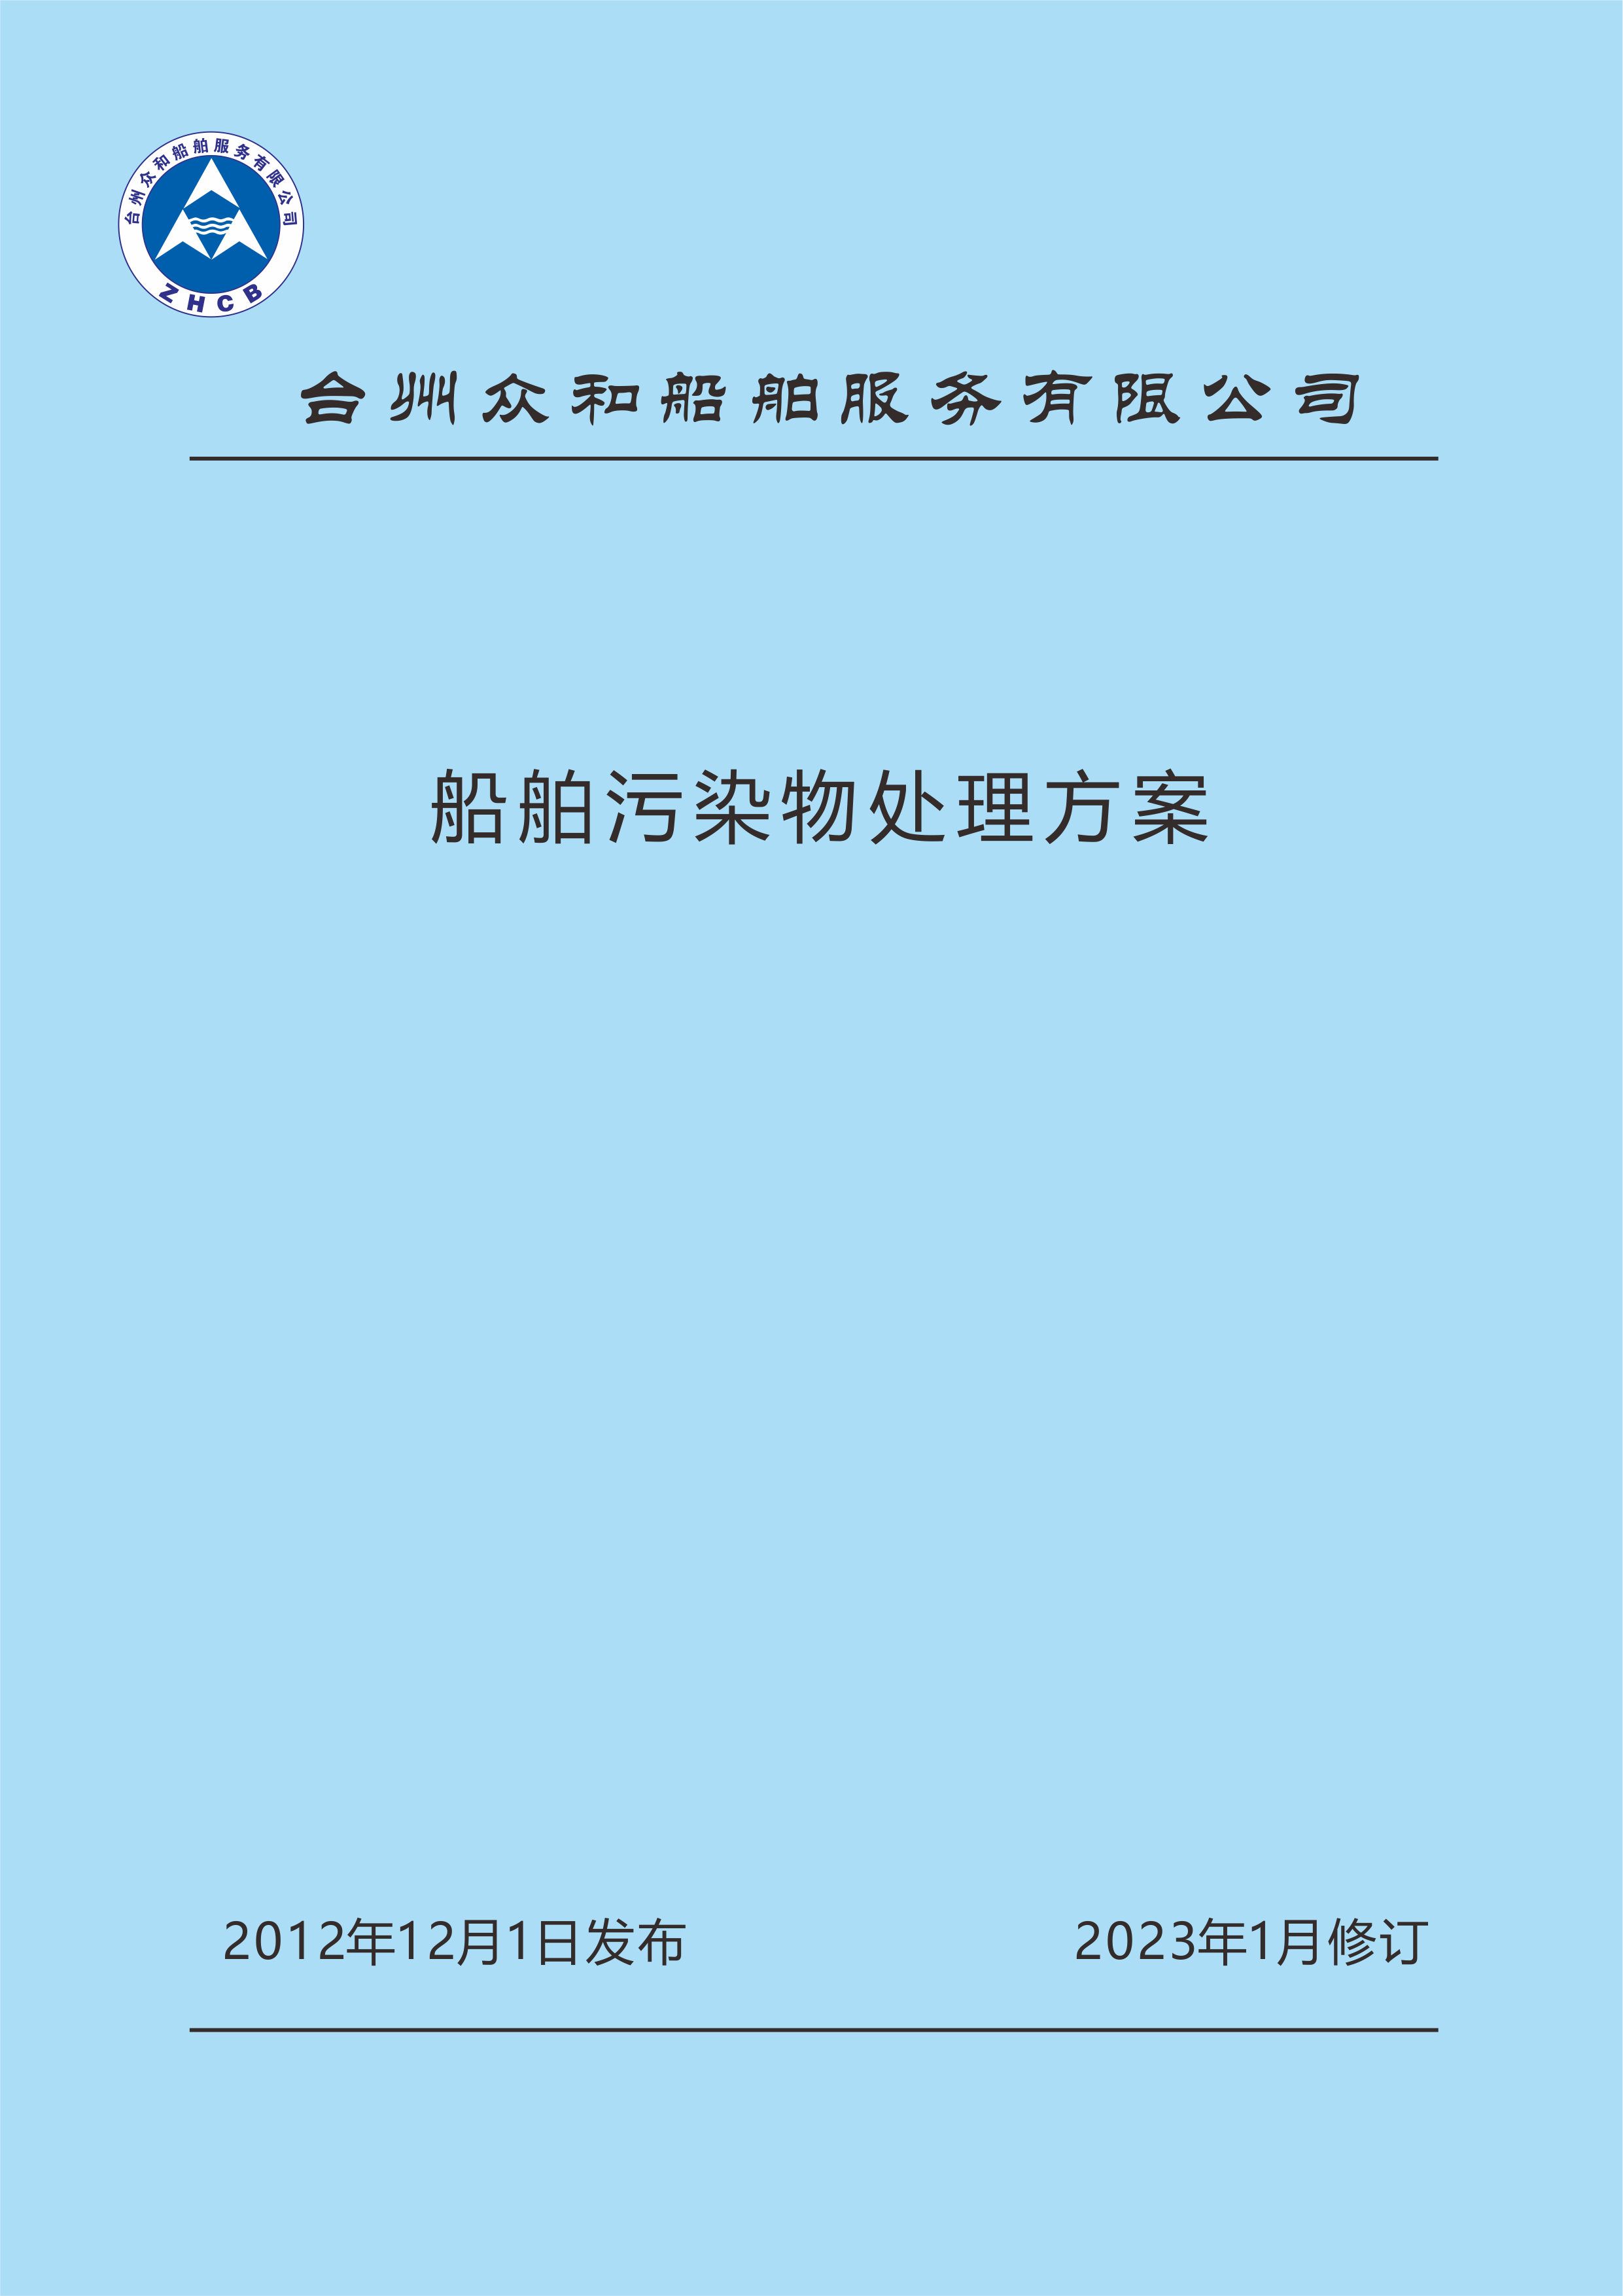 台州众和船舶服务有限公司
ZHCB
台州众和船舶服务有限公司
船舶污染物处理方案
2012年12月1日发布
2023年1月修订